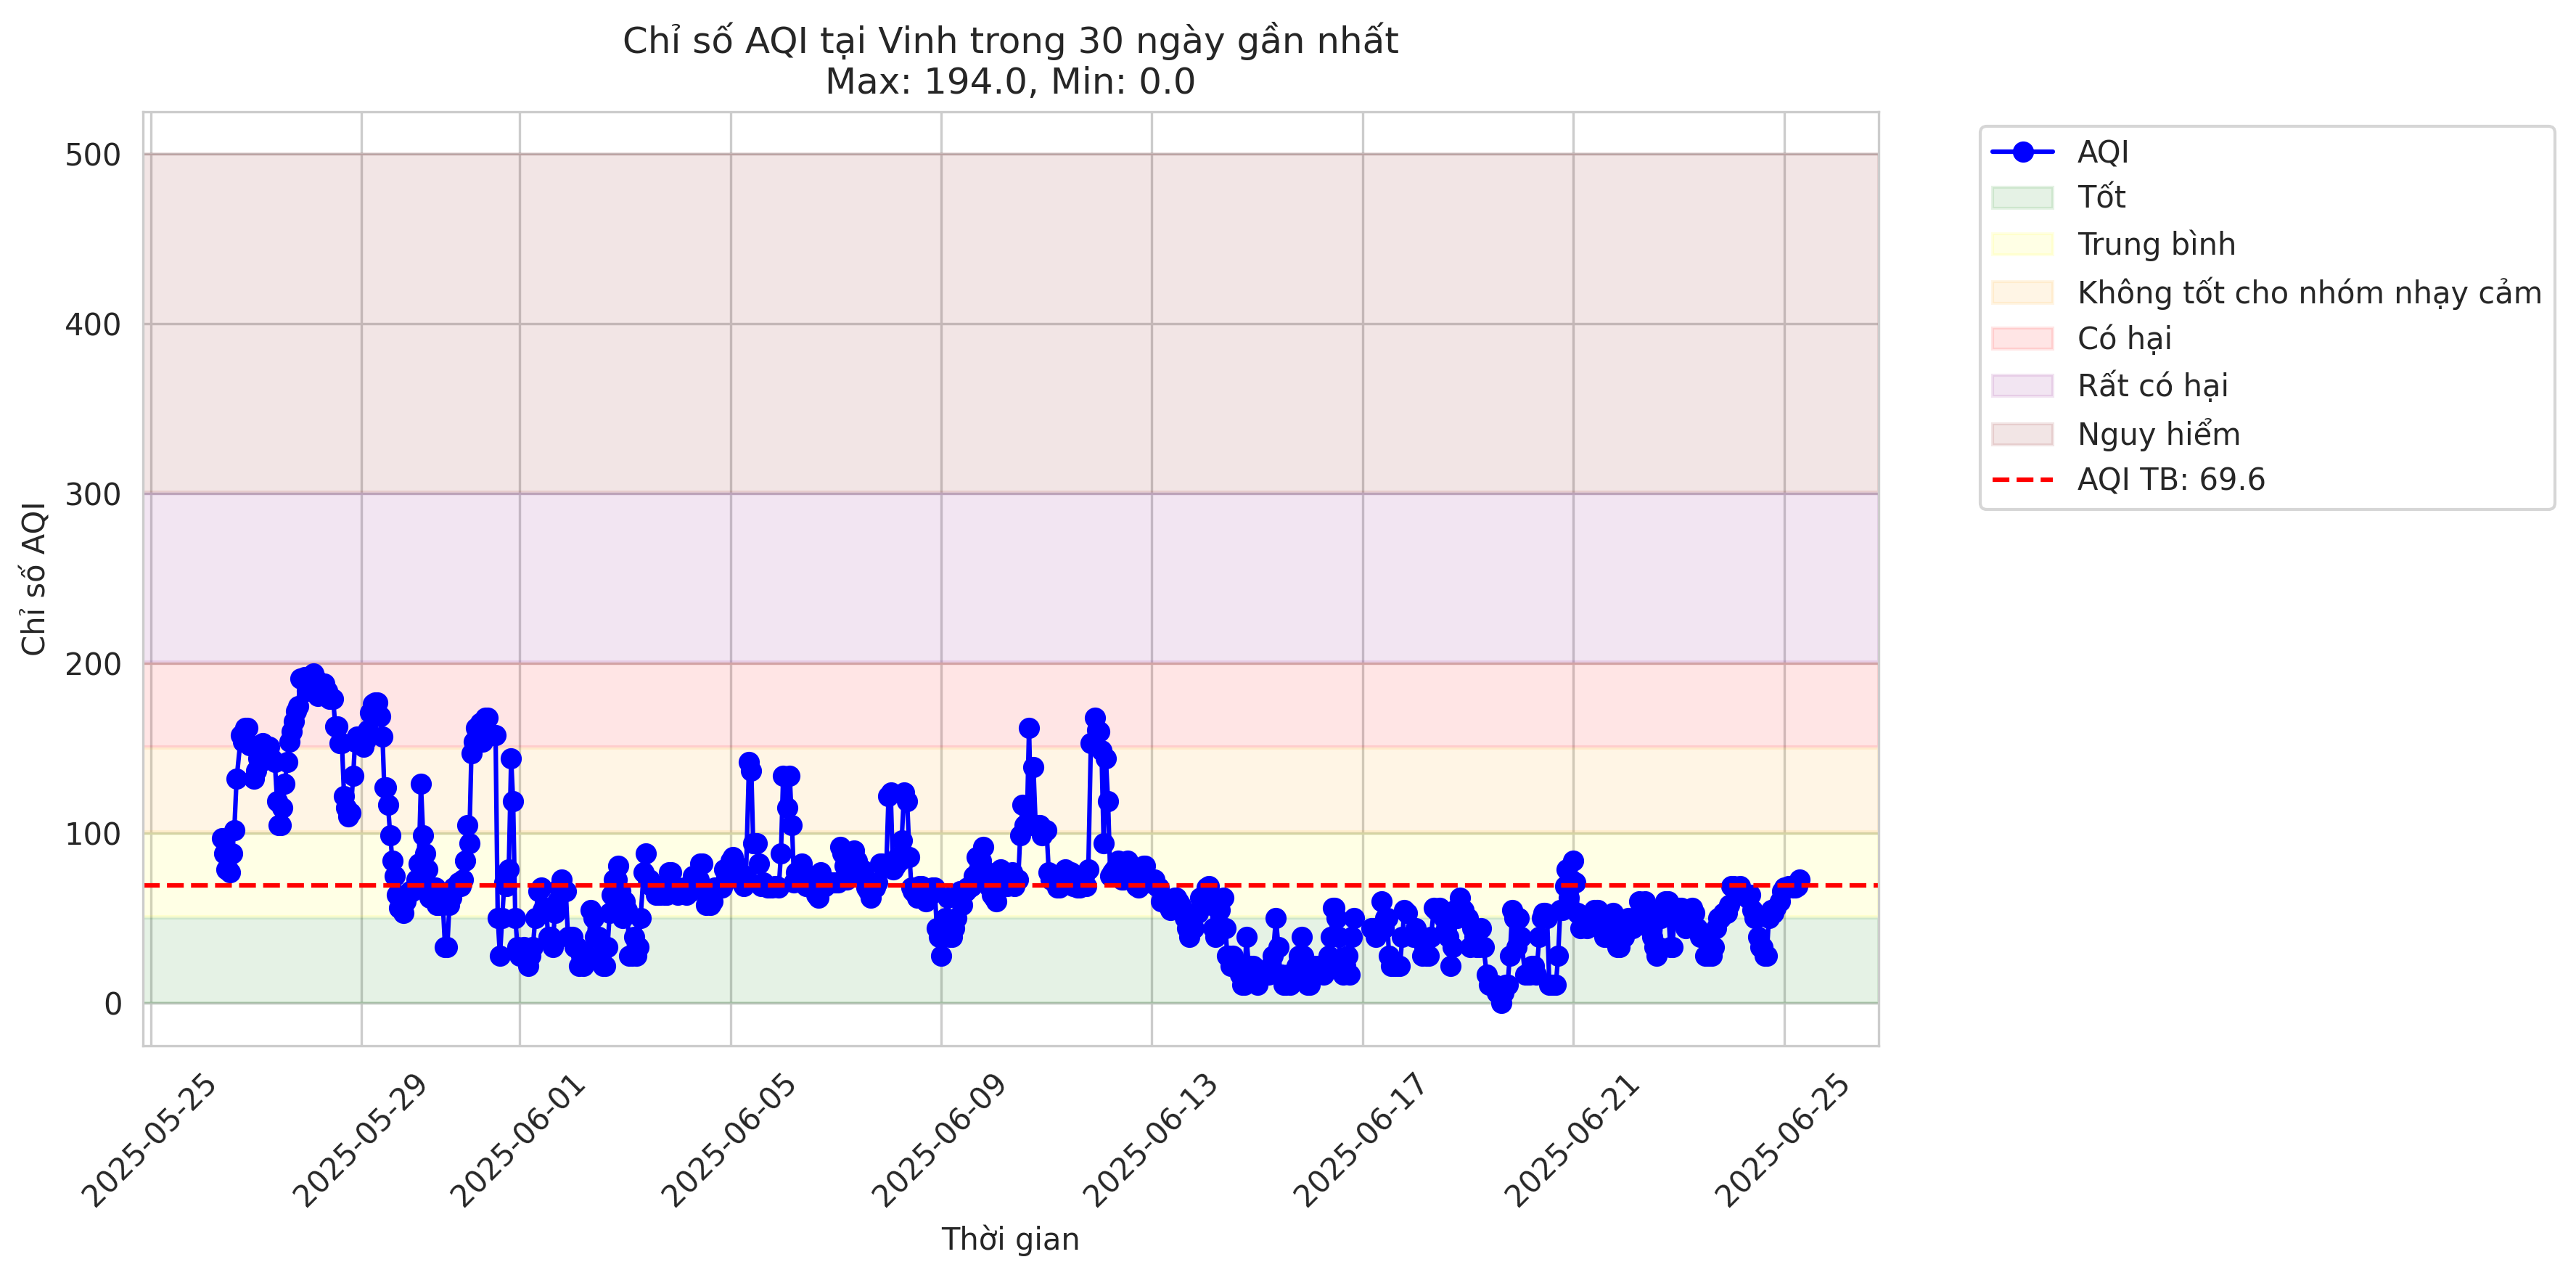 Chỉ số AQI tại Vinh trong 30 ngày gần nhất
Max: 194.0, Min: 0.0
Chỉ số AQI
500
400
300
200
100
0
2025-05-25
2025-05-29
2025-06-01
2025-06-05
2025-06-09
2025-06-13
2025-06-17
2025-06-21
2025-06-25
Thời gian
AQI
Tốt
Trung bình
Không tốt cho nhóm nhạy cảm
Có hại
Rất có hại
Nguy hiểm
AQI TB: 69.6